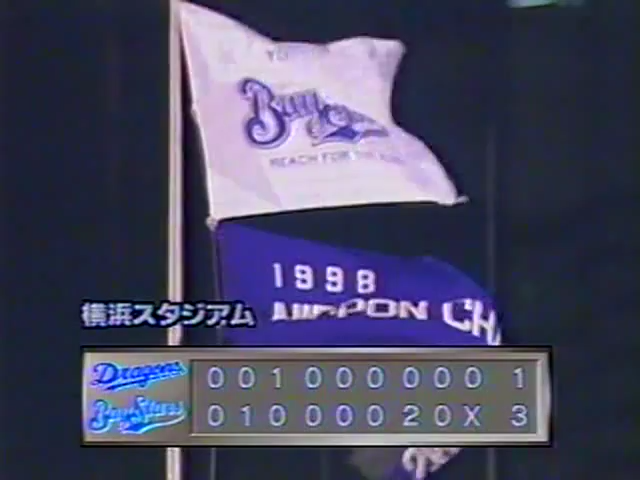 BayStars
REACH FOR THE
1998
NIPPON CH
横浜スタジアム
Dragons 0 0 1 0 0 0 0 0 0 1
BayStars 0 1 0 0 0 0 2 0 X 3